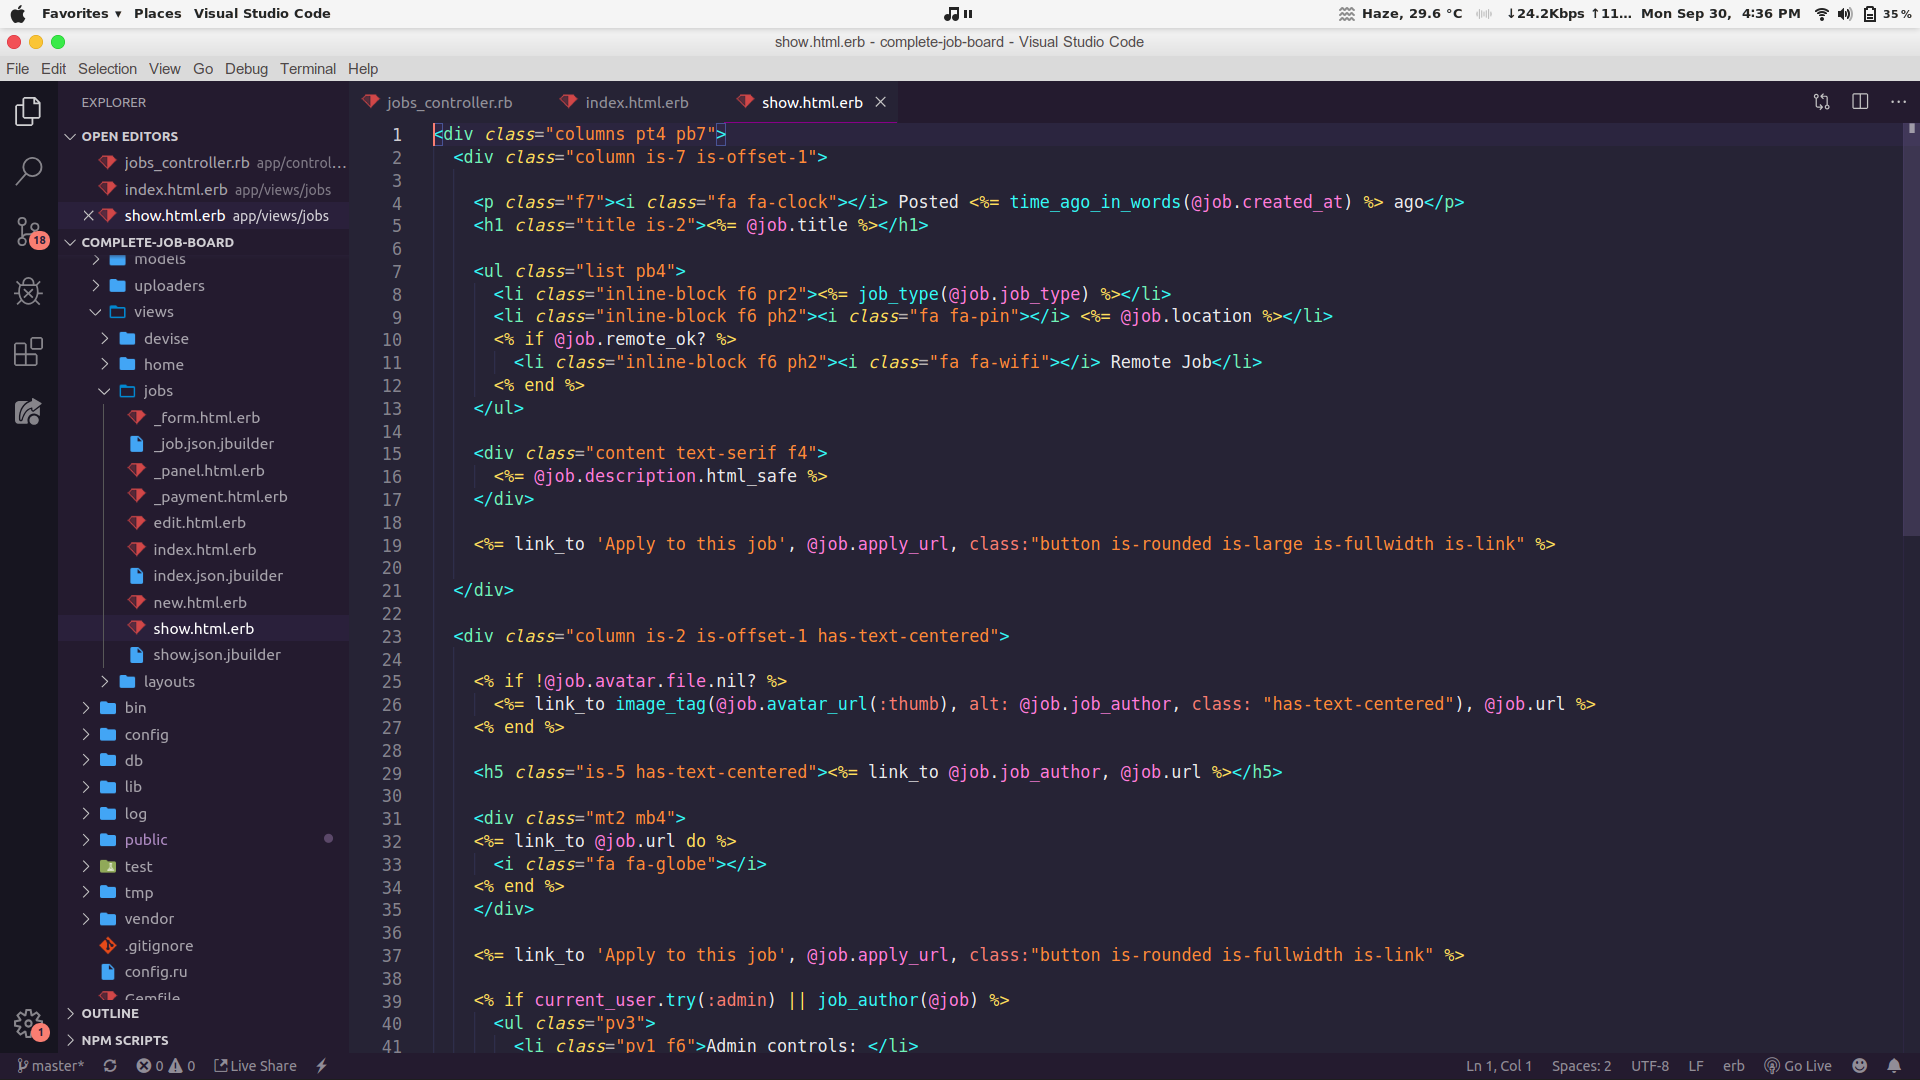 Favorites ▾ Places Visual Studio Code
Haze, 29.6 °C ↓24.2Kbps ↑11... Mon Sep 30, 4:36 PM 35%
show.html.erb - complete-job-board - Visual Studio Code
File Edit Selection View Go Debug Terminal Help
EXPLORER
OPEN EDITORS
jobs_controller.rb app/control...
index.html.erb app/views/jobs
show.html.erb app/views/jobs
18
COMPLETE-JOB-BOARD
models
uploaders
views
devise
home
jobs
_form.html.erb
_job.json.jbuilder
_panel.html.erb
_payment.html.erb
edit.html.erb
index.html.erb
index.json.jbuilder
new.html.erb
show.html.erb
show.json.jbuilder
layouts
bin
config
db
lib
log
public
test
tmp
vendor
.gitignore
config.ru
Gemfile
OUTLINE
NPM SCRIPTS
1
jobs_controller.rb index.html.erb show.html.erb
1 <div class="columns pt4 pb7">
2   <div class="column is-7 is-offset-1">
3
4     <p class="f7"><i class="fa fa-clock"></i> Posted <%= time_ago_in_words(@job.created_at) %> ago</p>
5     <h1 class="title is-2"><%= @job.title %></h1>
6
7     <ul class="list pb4">
8       <li class="inline-block f6 pr2"><%= job_type(@job.job_type) %></li>
9       <li class="inline-block f6 ph2"><i class="fa fa-pin"></i> <%= @job.location %></li>
10       <% if @job.remote_ok? %>
11         <li class="inline-block f6 ph2"><i class="fa fa-wifi"></i> Remote Job</li>
12       <% end %>
13     </ul>
14
15     <div class="content text-serif f4">
16       <%= @job.description.html_safe %>
17     </div>
18
19     <%= link_to 'Apply to this job', @job.apply_url, class:"button is-rounded is-large is-fullwidth is-link" %>
20
21   </div>
22
23   <div class="column is-2 is-offset-1 has-text-centered">
24
25     <% if !@job.avatar.file.nil? %>
26       <%= link_to image_tag(@job.avatar_url(:thumb), alt: @job.job_author, class: "has-text-centered"), @job.url %>
27     <% end %>
28
29     <h5 class="is-5 has-text-centered"><%= link_to @job.job_author, @job.url %></h5>
30
31     <div class="mt2 mb4">
32     <%= link_to @job.url do %>
33       <i class="fa fa-globe"></i>
34     <% end %>
35     </div>
36
37     <%= link_to 'Apply to this job', @job.apply_url, class:"button is-rounded is-fullwidth is-link" %>
38
39     <% if current_user.try(:admin) || job_author(@job) %>
40       <ul class="pv3">
41         <li class="pv1 f6">Admin controls: </li>
master* 0 0 Live Share Ln 1, Col 1 Spaces: 2 UTF-8 LF erb Go Live